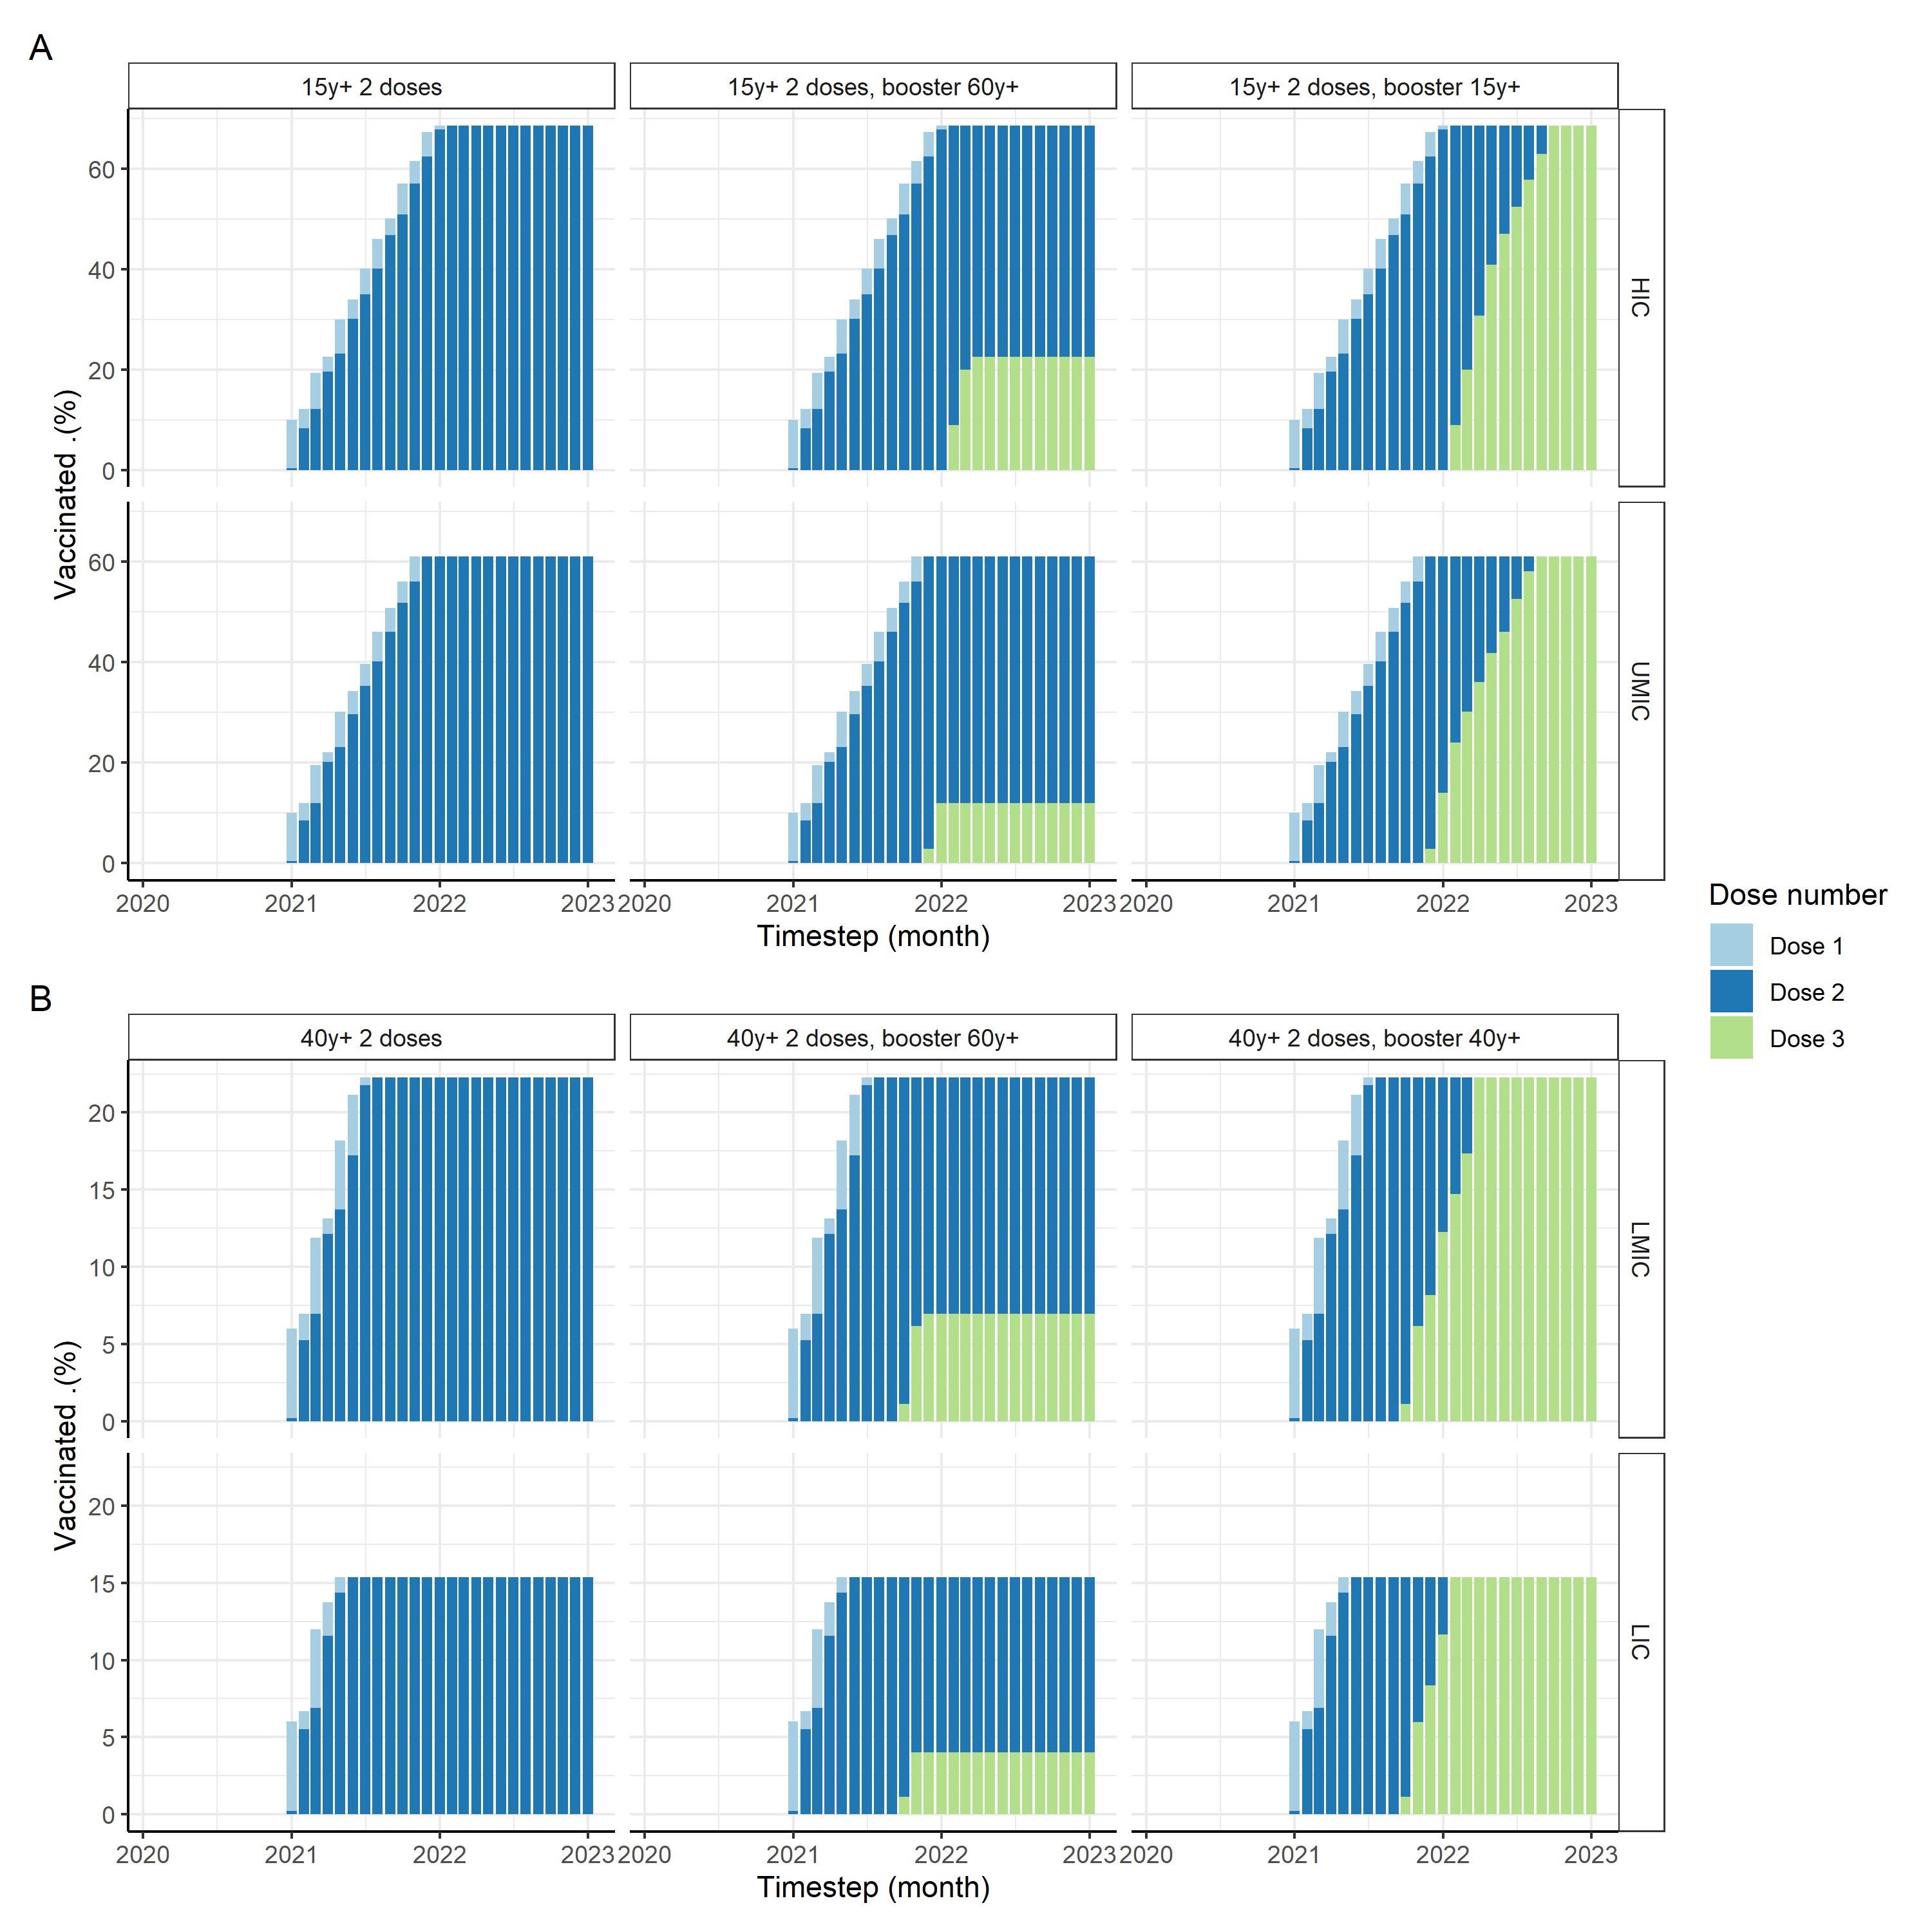 A
15y+ 2 doses
15y+ 2 doses, booster 60y+
15y+ 2 doses, booster 15y+
60
40
20
0
HIC
Vaccinated .(%)
60
40
20
0
UMIC
2020 2021 2022 2023 2020 2021 2022 2023 2020 2021 2022 2023
Timestep (month)
Dose number
Dose 1
Dose 2
Dose 3
B
40y+ 2 doses
40y+ 2 doses, booster 60y+
40y+ 2 doses, booster 40y+
20
15
10
5
0
LMIC
Vaccinated .(%)
20
15
10
5
0
LIC
2020 2021 2022 2023 2020 2021 2022 2023 2020 2021 2022 2023
Timestep (month)